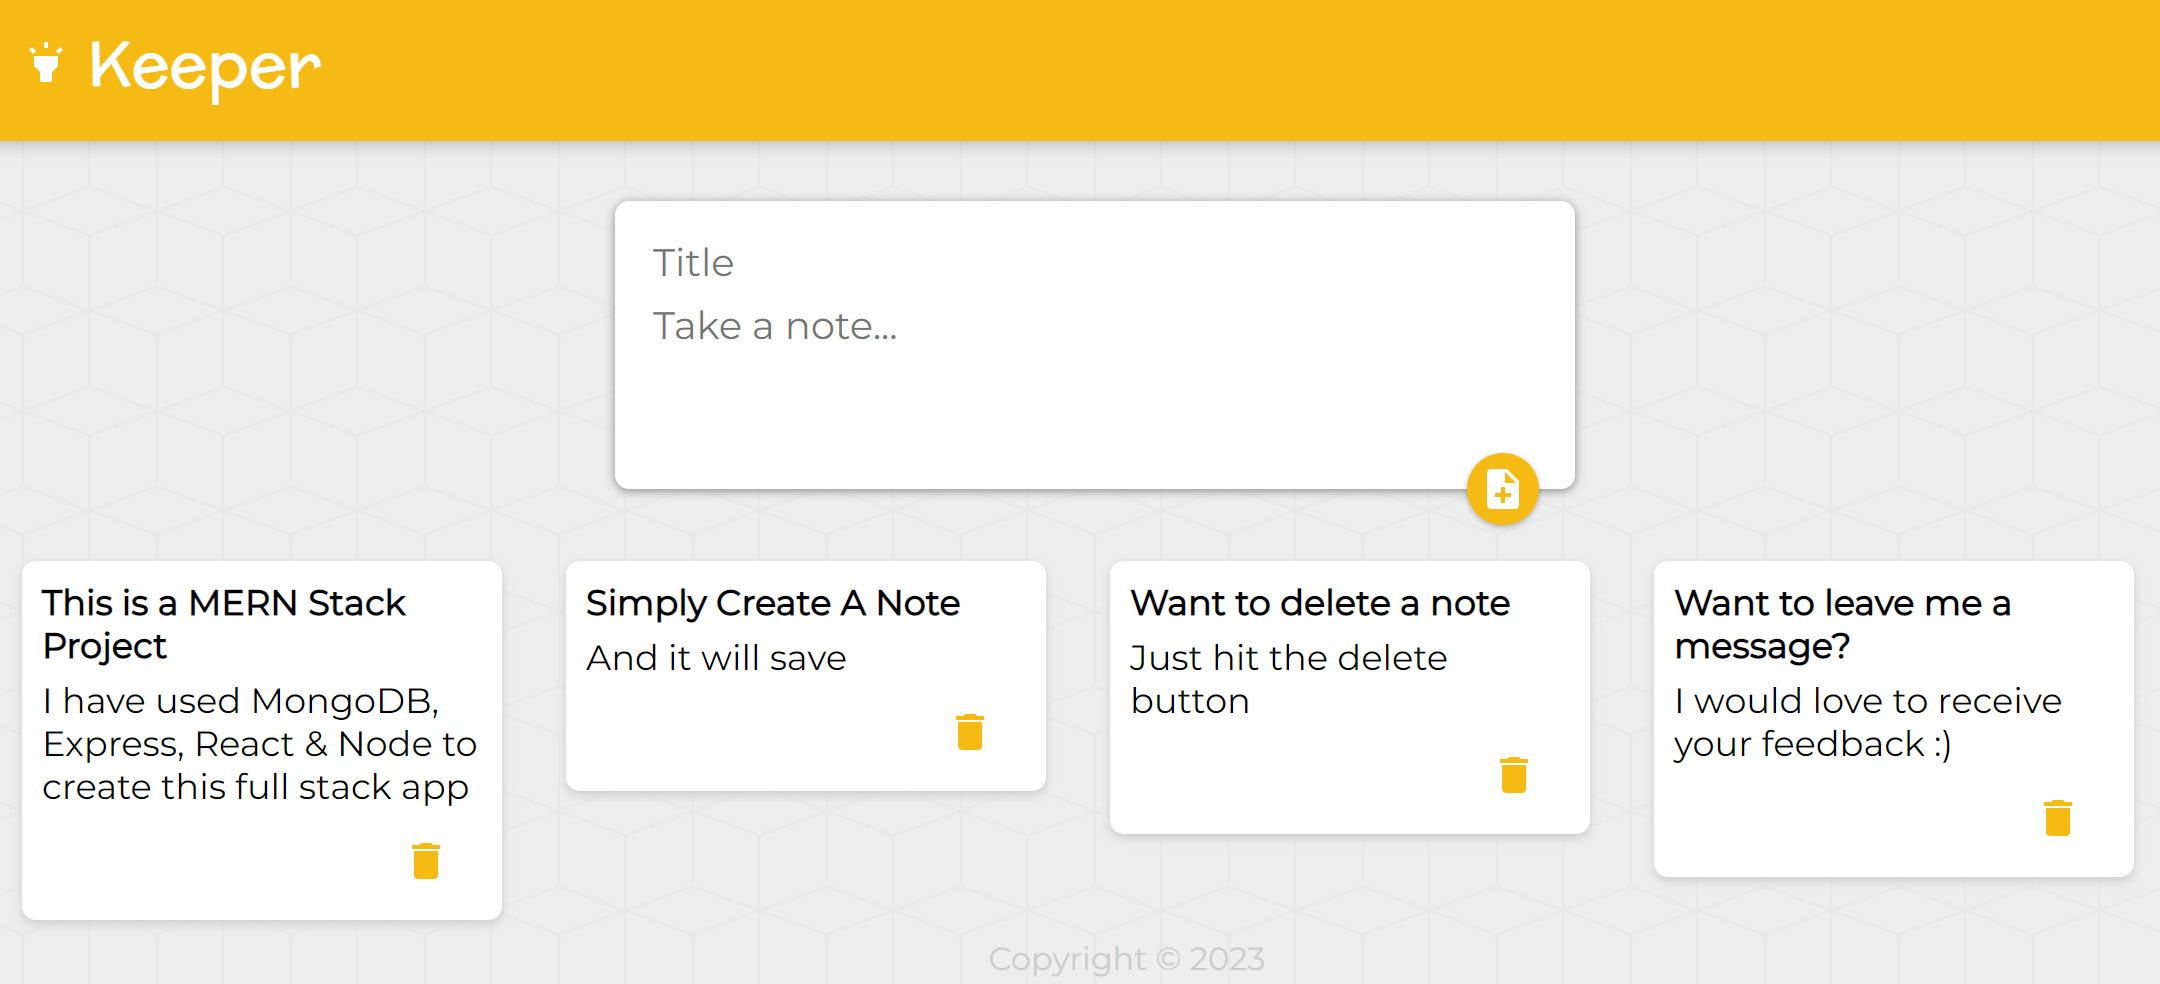 Keeper
Title
Take a note...
This is a MERN Stack
Project
I have used MongoDB,
Express, React & Node to
create this full stack app
Simply Create A Note
And it will save
Want to delete a note
Just hit the delete
button
Want to leave me a
message?
I would love to receive
your feedback :)
Copyright © 2023